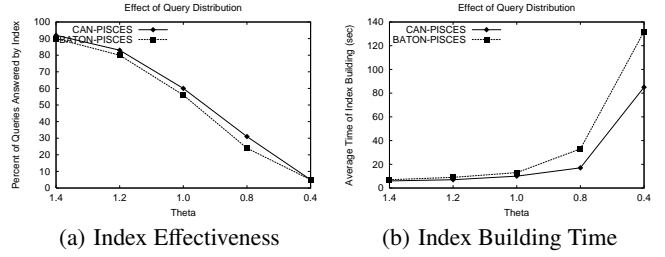 Effect of Query Distribution
Percent of Queries Answered by Index
100
90
80
70
60
50
40
30
20
10
0
CAN-PISCES
BATON-PISCES
1.4 1.2 1.0 0.8 0.6 0.4
Theta
(a) Index Effectiveness
Effect of Query Distribution
Average Time of Index Building (sec)
140
120
100
80
60
40
20
0
CAN-PISCES
BATON-PISCES
1.4 1.2 1.0 0.8 0.4
Theta
(b) Index Building Time